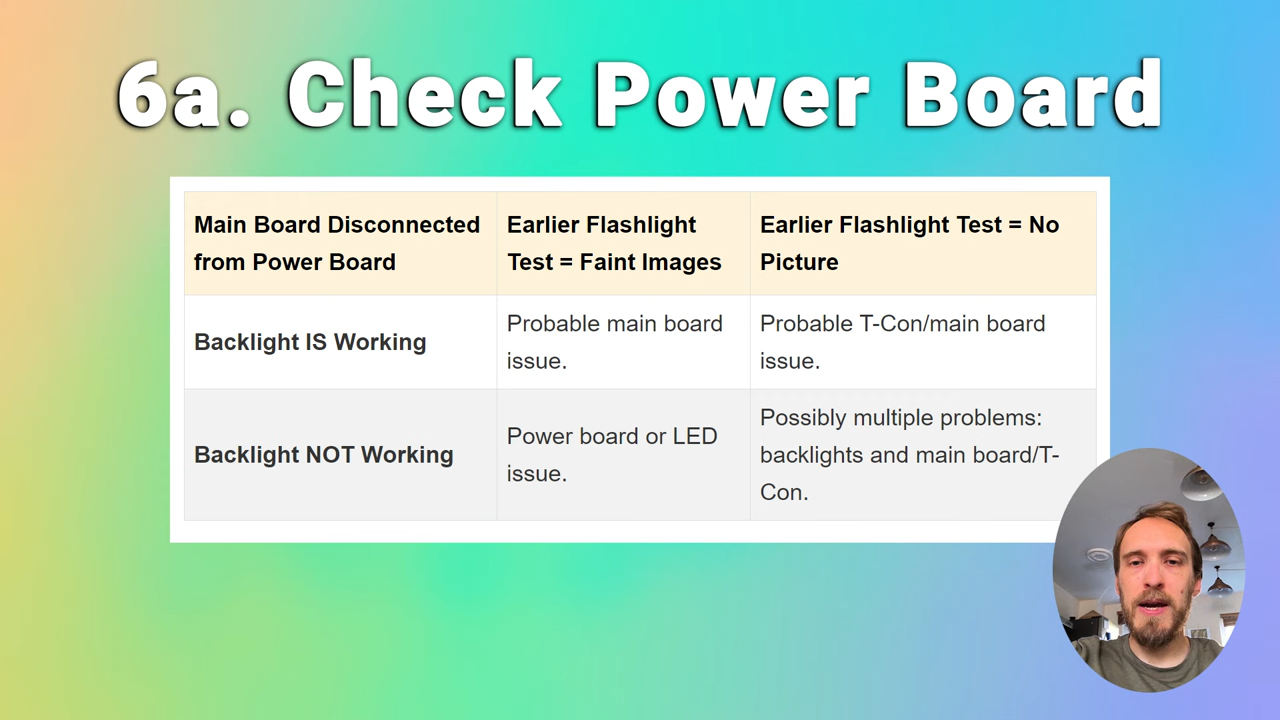 6a. Check Power Board
Main Board Disconnected
from Power Board
Earlier Flashlight
Test = Faint Images
Earlier Flashlight Test = No
Picture
Backlight IS Working
Probable main board
issue.
Probable T-Con/main board
issue.
Backlight NOT Working
Power board or LED
issue.
Possibly multiple problems:
backlights and main board/T-
Con.